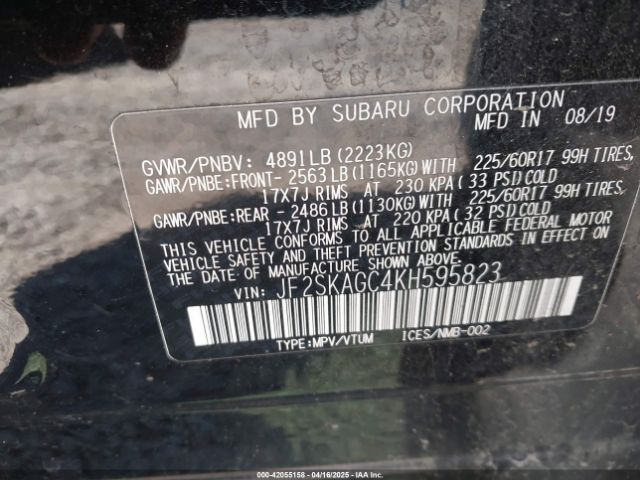 MFD BY SUBARU CORPORATION
MFD IN 08/19
GVWR/PNBV: 4891LB(2223KG)
GAWR/PNBE:FRONT- 2563LB(1165KG)WITH 225/60R17 99H TIRES,
17X7J RIMS AT 230 KPA( 33 PSI)COLD
GAWR/PNBE:REAR - 2486LB(1130KG)WITH 225/60R17 99H TIRES,
17X7J RIMS AT 220 KPA( 32 PSI)COLD
THIS VEHICLE CONFORMS TO ALL APPLICABLE FEDERAL MOTOR
VEHICLE SAFETY AND THEFT PREVENTION STANDARDS IN EFFECT ON
THE DATE OF MANUFACTURE SHOWN ABOVE.
VIN: JF2SKAGC4KH595823
TYPE:MPV/VTUM ICES/NMB-002
000-42055158 - 04/16/2025 - IAA Inc.